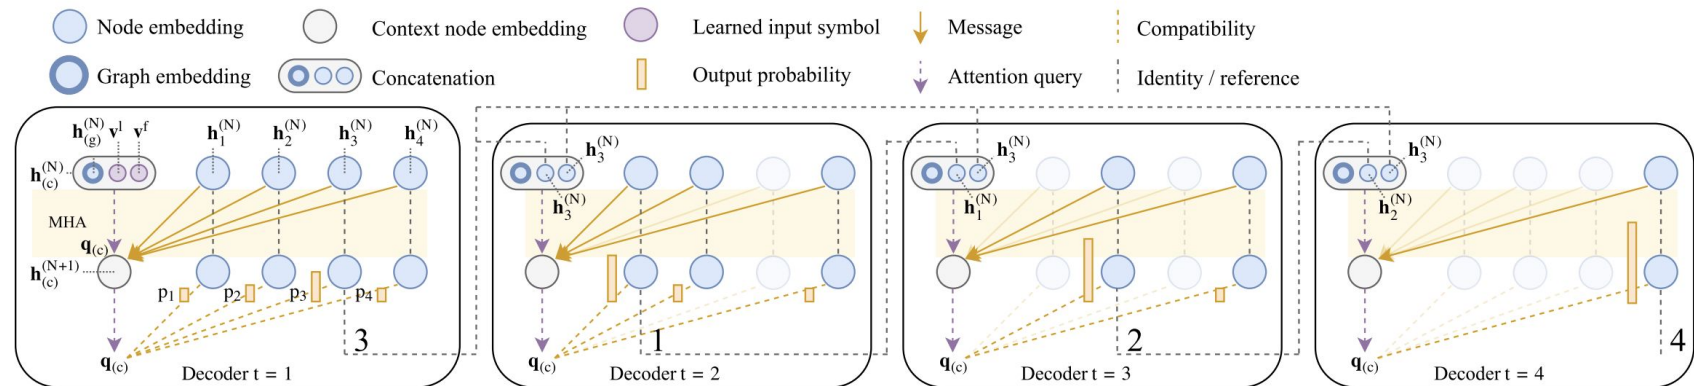 Node embedding Context node embedding Learned input symbol Message Compatibility
Graph embedding Concatenation Output probability Attention query Identity / reference
h(g)(N) vl vf h1(N) h2(N) h3(N) h4(N)
h(c)(N)
MHA
q(c)
h(c)(N+1)
p1 p2 p3 p4
3
q(c)
Decoder t = 1
h3(N)
h3(N)
1
q(c)
Decoder t = 2
h3(N)
h1(N)
2
q(c)
Decoder t = 3
h3(N)
h2(N)
4
q(c)
Decoder t = 4